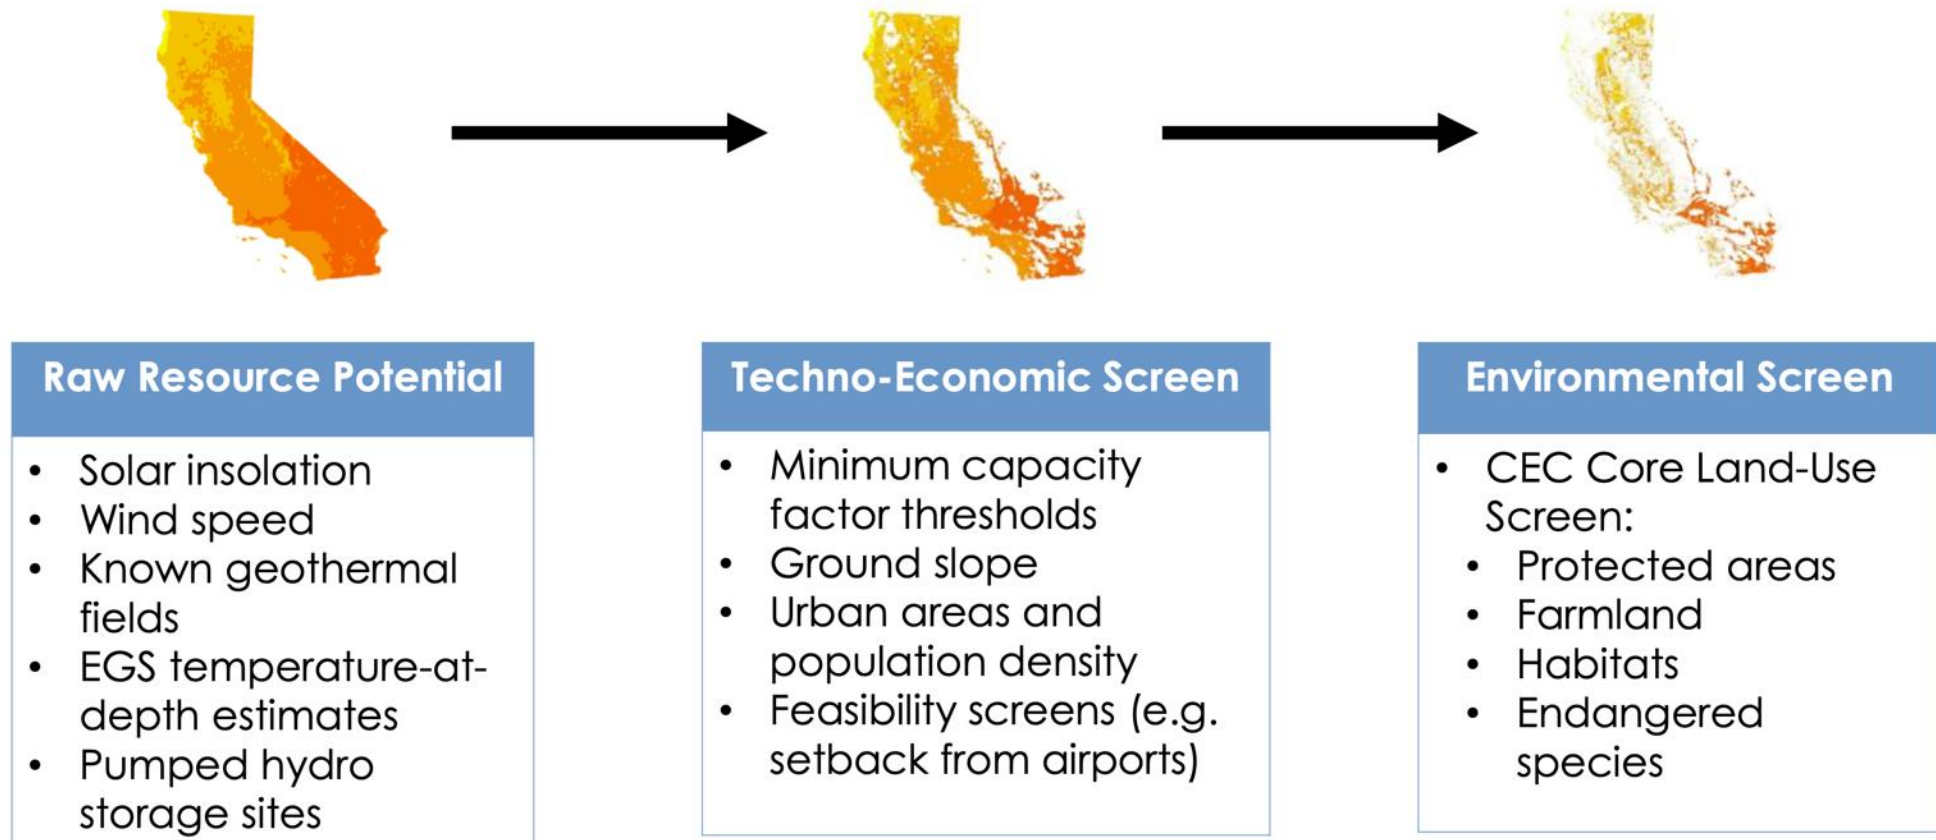 Raw Resource Potential
• Solar insolation
• Wind speed
• Known geothermal
fields
• EGS temperature-at-
depth estimates
• Pumped hydro
storage sites
Techno-Economic Screen
• Minimum capacity
factor thresholds
• Ground slope
• Urban areas and
population density
• Feasibility screens (e.g.
setback from airports)
Environmental Screen
• CEC Core Land-Use
Screen:
• Protected areas
• Farmland
• Habitats
• Endangered
species